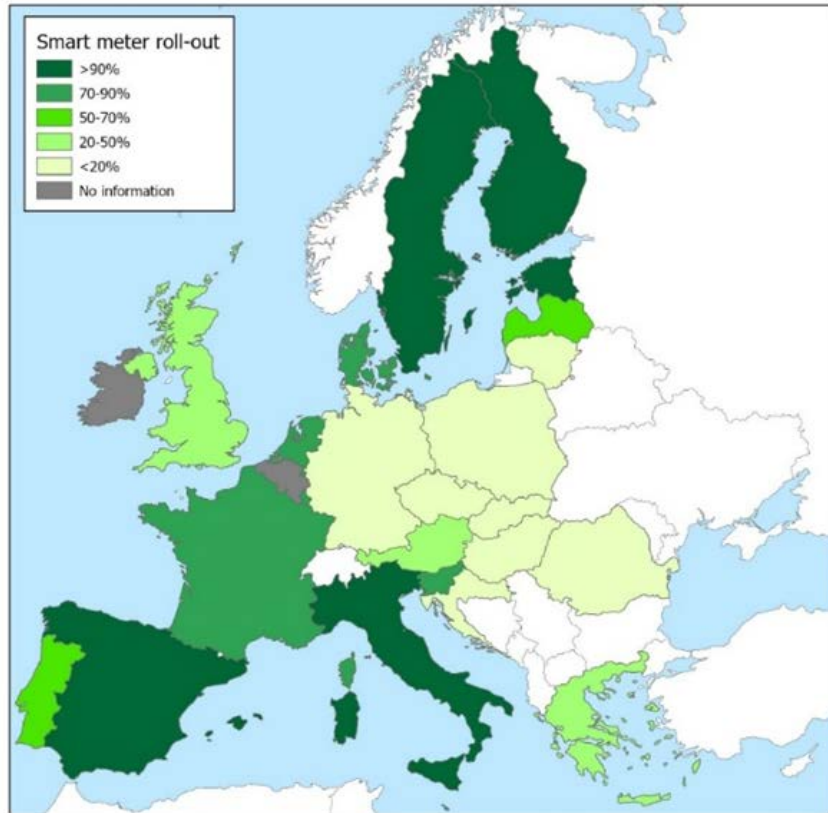 Smart meter roll-out
>90%
70-90%
50-70%
20-50%
<20%
No information